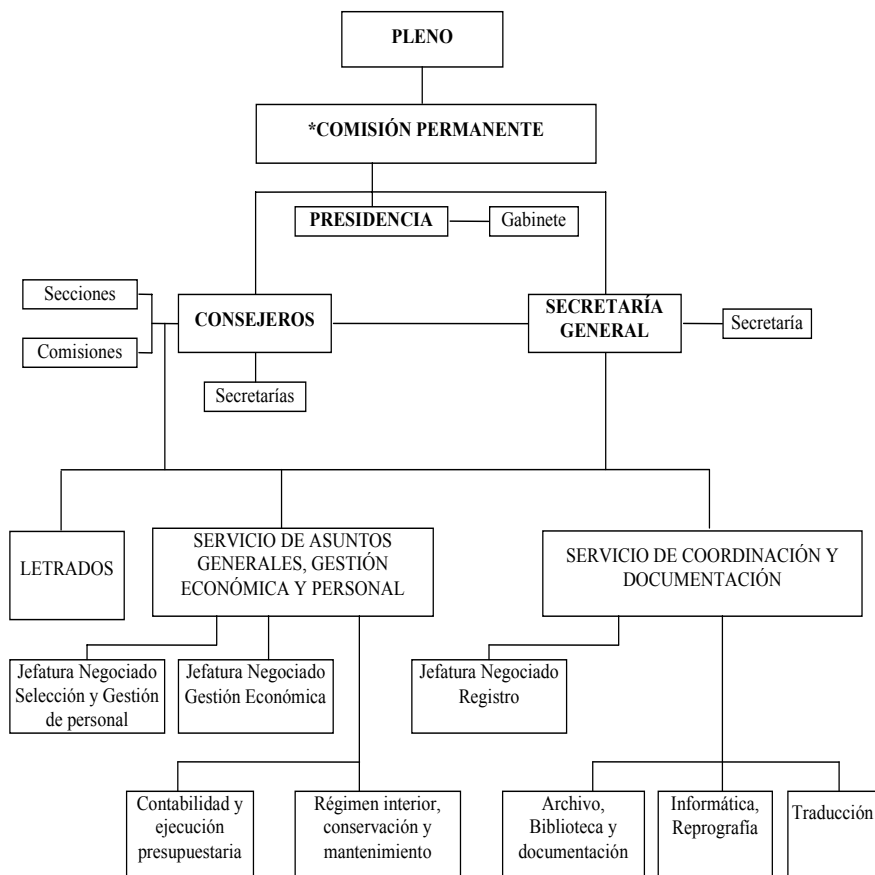 PLENO
*COMISIÓN PERMANENTE
PRESIDENCIA
Gabinete
Secciones
Comisiones
CONSEJEROS
SECRETARÍA
GENERAL
Secretaría
Secretarías
LETRADOS
SERVICIO DE ASUNTOS
GENERALES, GESTIÓN
ECONÓMICA Y PERSONAL
SERVICIO DE COORDINACIÓN Y
DOCUMENTACIÓN
Jefatura Negociado
Selección y Gestión
de personal
Jefatura Negociado
Gestión Económica
Jefatura Negociado
Registro
Contabilidad y
ejecución
presupuestaria
Régimen interior,
conservación y
mantenimiento
Archivo,
Biblioteca y
documentación
Informática,
Reprografía
Traducción